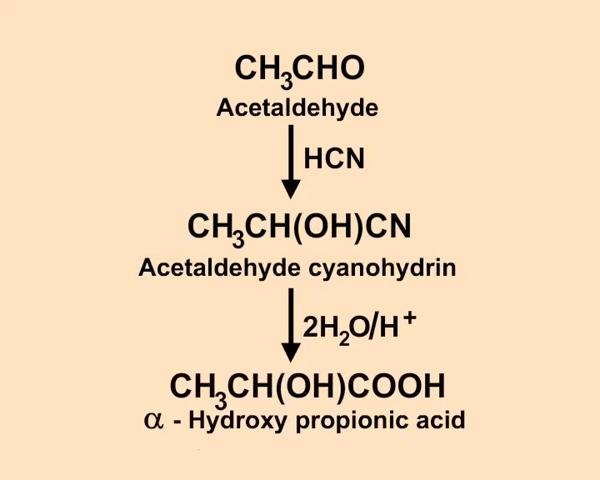 CH₃CHO
Acetaldehyde
HCN
CH₃CH(OH)CN
Acetaldehyde cyanohydrin
2H₂O/H⁺
CH₃CH(OH)COOH
α - Hydroxy propionic acid